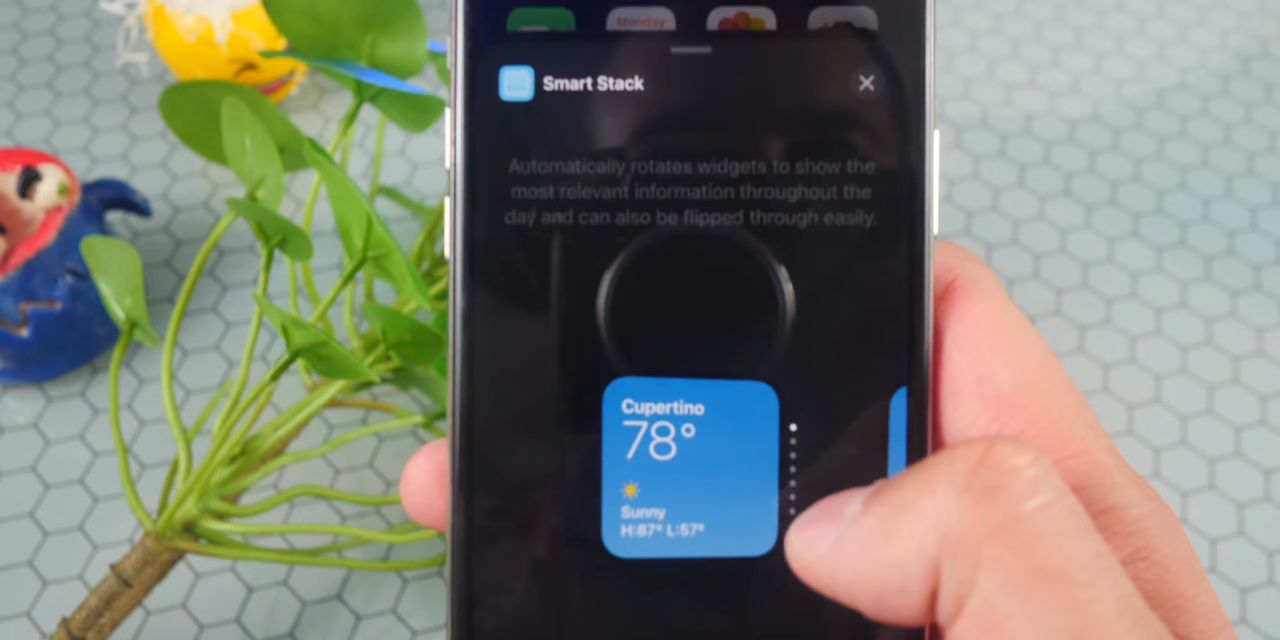 Monday
Smart Stack
Automatically rotates widgets to show the
most relevant information throughout the
day and can also be flipped through easily.
Cupertino
78°
Sunny
H:87° L:57°